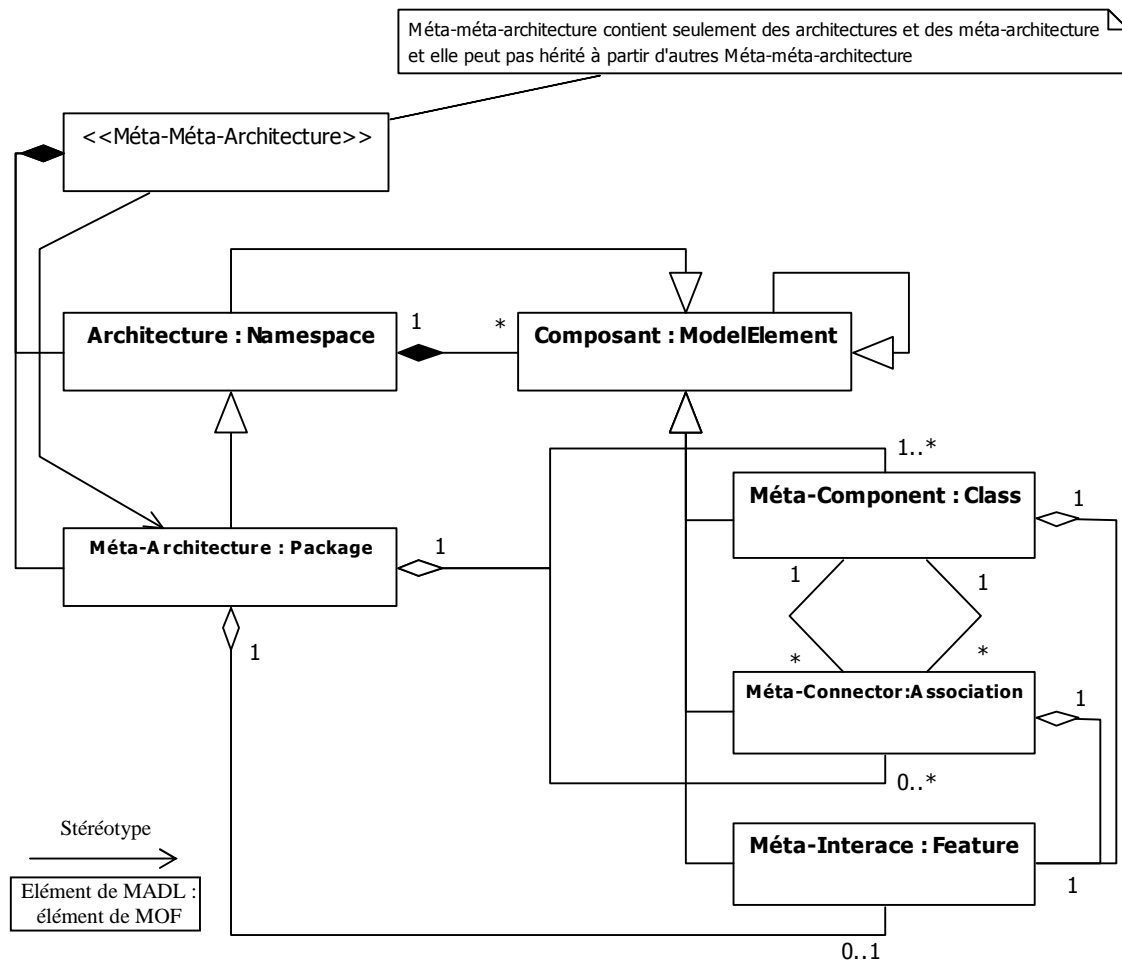 Méta-méta-architecture contient seulement des architectures et des méta-architecture
et elle peut pas hérité à partir d'autres Méta-méta-architecture
<<Méta-Méta-Architecture>>
Architecture : Namespace
1
*
Composant : ModelElement
1..*
Méta-Component : Class
1
Méta-Architecture : Package
1
1
1
1
*
*
Méta-Connector:Association
1
0..*
Stéréotype
Méta-Interace : Feature
1
Elément de MADL :
élément de MOF
0..1